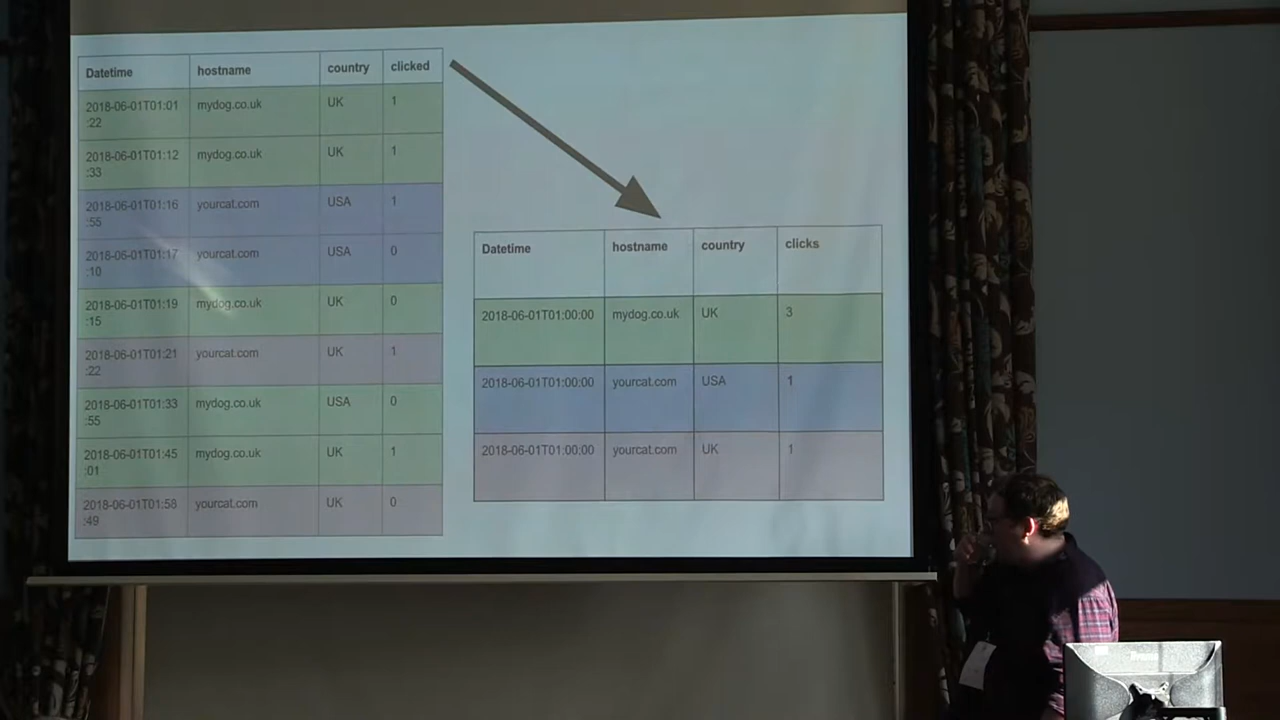 Datetime hostname country clicked
2018-06-01T01:01 mydog.co.uk UK 1
:22
2018-06-01T01:12 mydog.co.uk UK 1
:33
2018-06-01T01:16 yourcat.com USA 1
:55
2018-06-01T01:17 yourcat.com USA 0
:10
2018-06-01T01:19 mydog.co.uk UK 0
:15
2018-06-01T01:21 yourcat.com UK 1
:22
2018-06-01T01:33 mydog.co.uk USA 0
:55
2018-06-01T01:45 mydog.co.uk UK 1
:01
2018-06-01T01:58 yourcat.com UK 0
:49
Datetime hostname country clicks
2018-06-01T01:00:00 mydog.co.uk UK 3
2018-06-01T01:00:00 yourcat.com USA 1
2018-06-01T01:00:00 yourcat.com UK 1